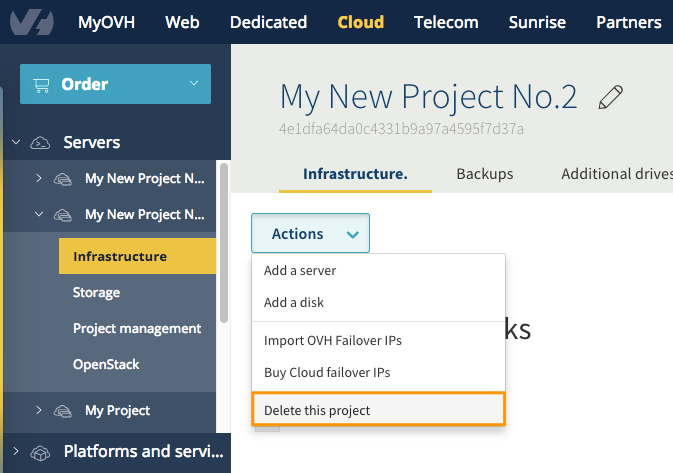 MyOVH Web Dedicated Cloud Telecom Sunrise Partners
Order
Servers
My New Project N...
My New Project N...
Infrastructure
Storage
Project management
OpenStack
My Project
Platforms and servi...
My New Project No.2
4e1dfa64da0c4331b9a97a4595f7d37a
Infrastructure. Backups Additional drives
Actions
Add a server
Add a disk
Import OVH Failover IPs
Buy Cloud failover IPs
Delete this project
ks